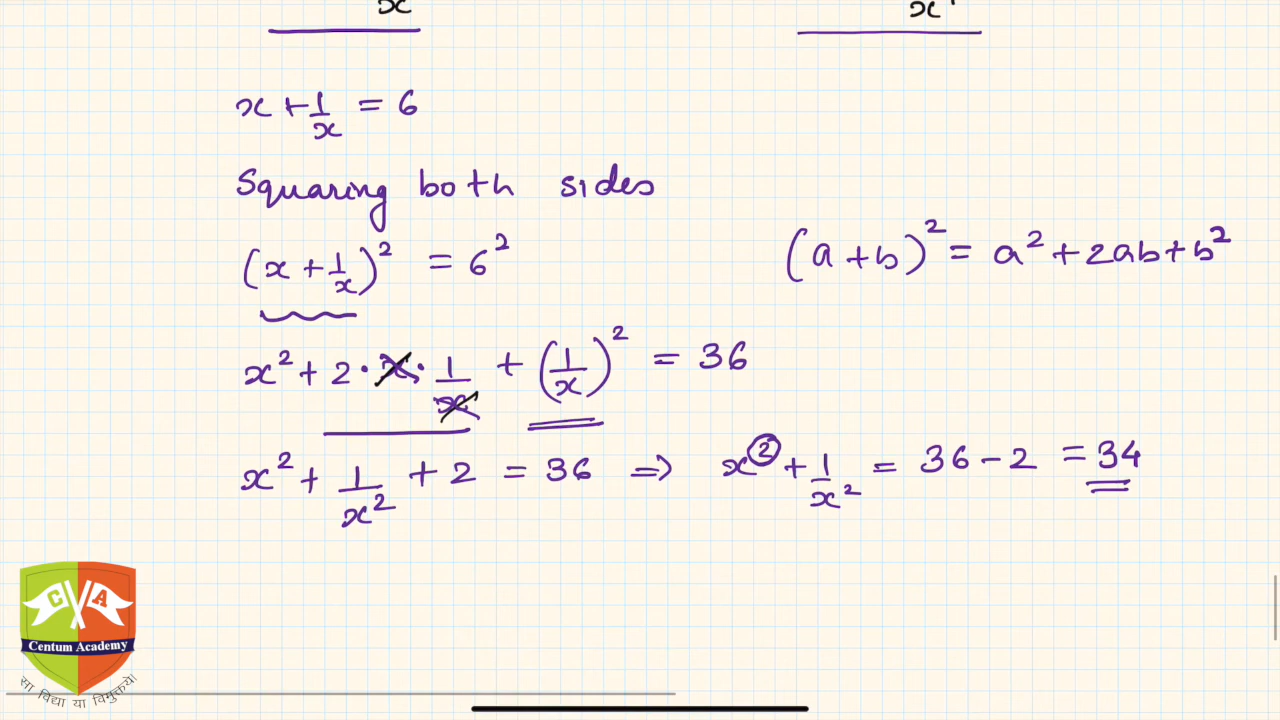 x x⁴
x + 1/x = 6
Squaring both sides
(x + 1/x)² = 6² (a + b)² = a² + 2ab + b²
x² + 2 · x · 1/x + (1/x)² = 36
x² + 1/x² + 2 = 36 ⇒ x² + 1/x² = 36 - 2 = 34
C A
Centum Academy
सा विद्या या विमुक्तये।